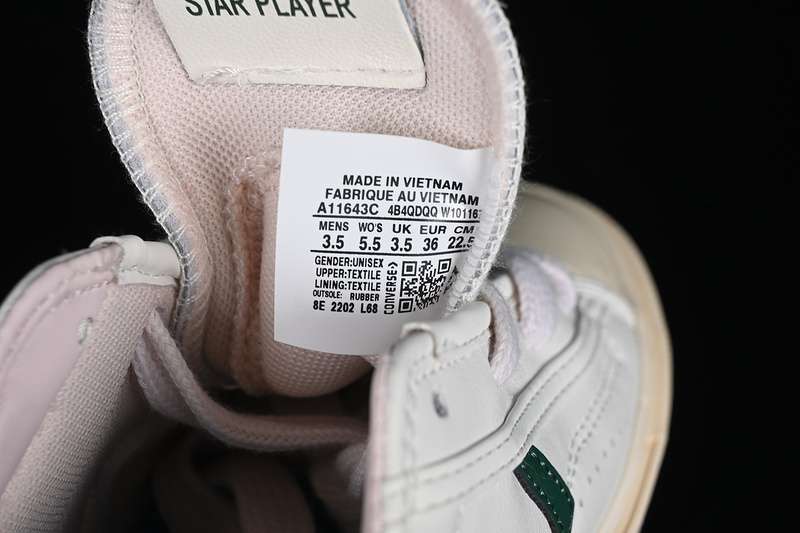 STAR PLAYER
MADE IN VIETNAM
FABRIQUE AU VIETNAM
A11643C 4B4QDQQ W10116
MENS WO'S UK EUR CM
3.5 5.5 3.5 36 22.5
GENDER:UNISEX
UPPER:TEXTILE
LINING:TEXTILE
OUTSOLE: RUBBER
8E 2202 L68
CONVERSE